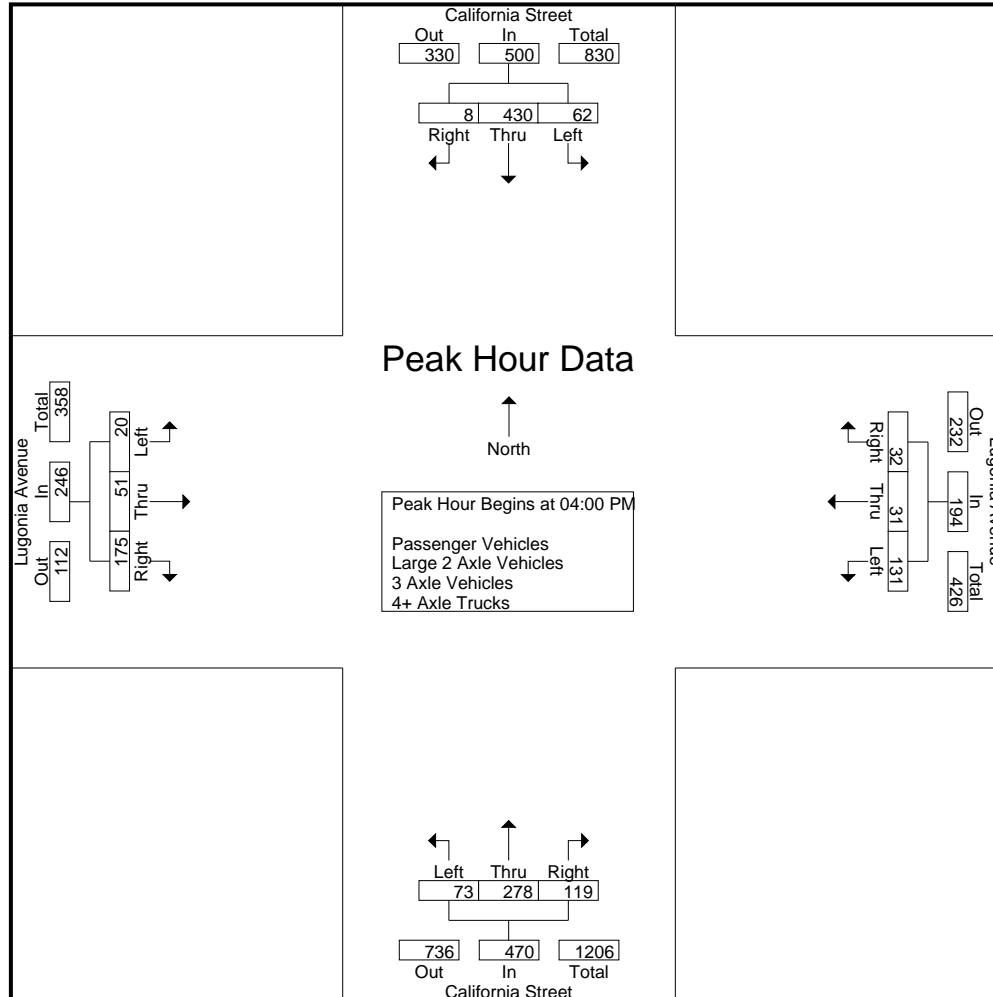 California Street
Out In Total
330 500 830
8 430 62
Right Thru Left
Peak Hour Data
North
Peak Hour Begins at 04:00 PM
Passenger Vehicles
Large 2 Axle Vehicles
3 Axle Vehicles
4+ Axle Trucks
Lugonia Avenue
Out In Total
112 246 358
20 51 175
Left Thru Right
Lugonia Avenue
Out In Total
232 194 426
32 31 131
Right Thru Left
Left Thru Right
73 278 119
736 470 1206
Out In Total
California Street